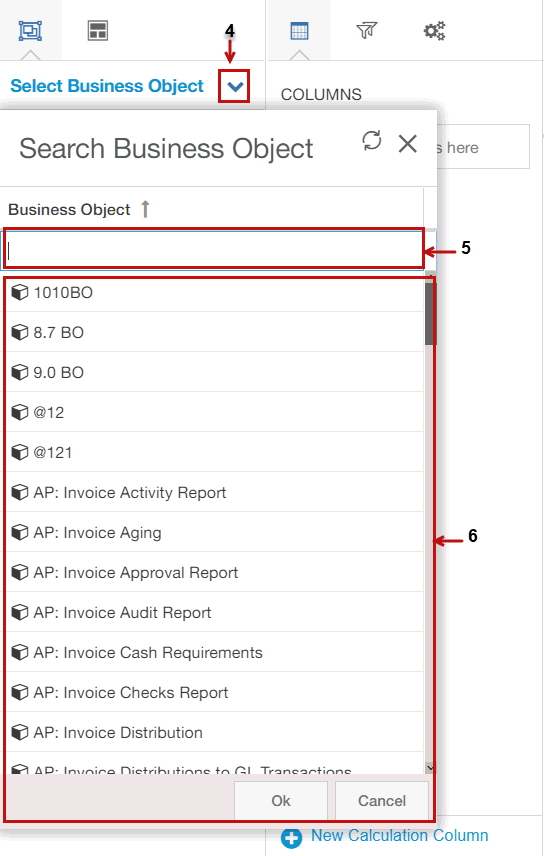 4
Select Business Object
COLUMNS
Search Business Object
s here
Business Object
5
1010BO
8.7 BO
9.0 BO
@12
@121
AP: Invoice Activity Report
AP: Invoice Aging
6
AP: Invoice Approval Report
AP: Invoice Audit Report
AP: Invoice Cash Requirements
AP: Invoice Checks Report
AP: Invoice Distribution
AP: Invoice Distributions to GL Transactions
Ok
Cancel
New Calculation Column